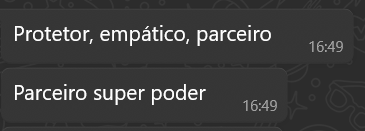 Protetor, empático, parceiro
16:49
Parceiro super poder
16:49